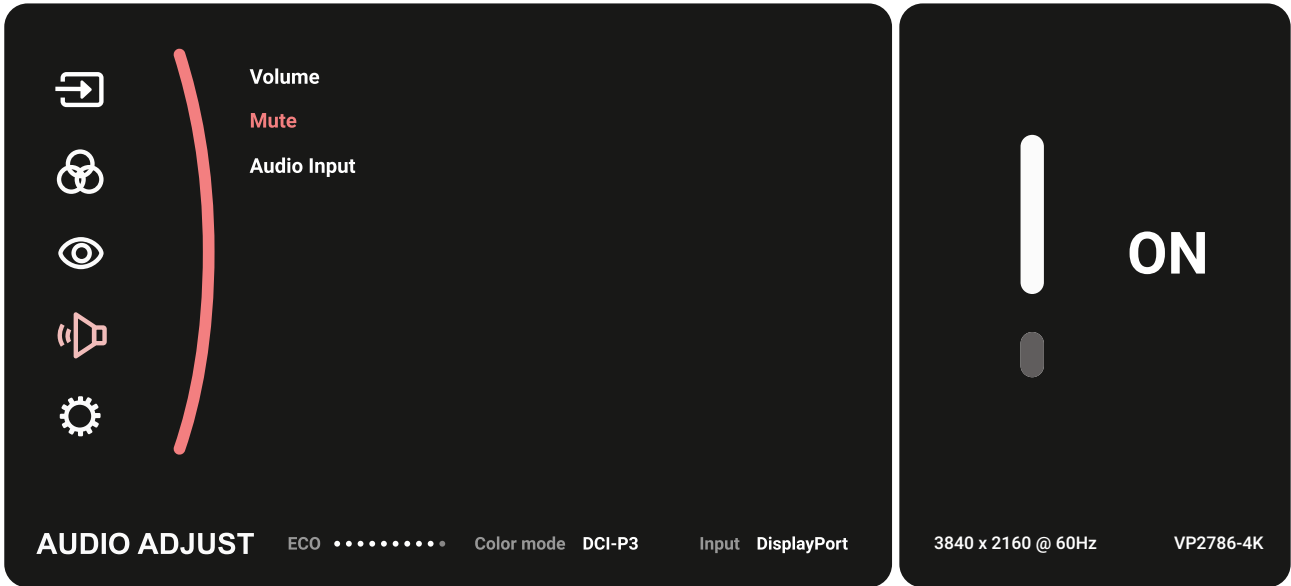 Volume
Mute
Audio Input
ON
AUDIO ADJUST ECO Color mode DCI-P3 Input DisplayPort 3840 x 2160 @ 60Hz VP2786-4K